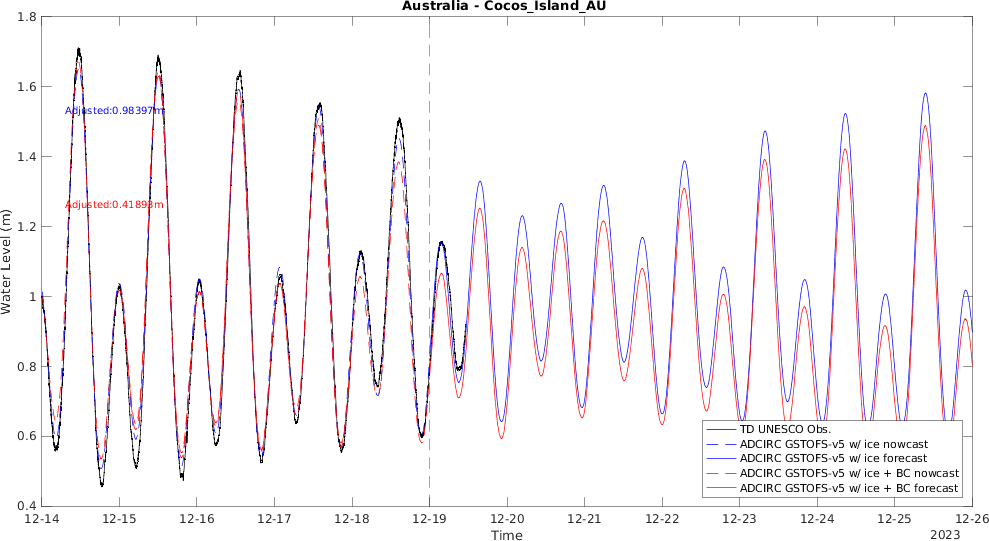 Australia - Cocos_Island_AU
1.8
1.6
1.4
1.2
1
0.8
0.6
0.4
Water Level (m)
Adjusted:0.98397m
Adjusted:0.41893m
TD UNESCO Obs.
ADCIRC GSTOFS-v5 w/ ice nowcast
ADCIRC GSTOFS-v5 w/ ice forecast
ADCIRC GSTOFS-v5 w/ ice + BC nowcast
ADCIRC GSTOFS-v5 w/ ice + BC forecast
12-14 12-15 12-16 12-17 12-18 12-19 12-20 12-21 12-22 12-23 12-24 12-25 12-26
Time
2023